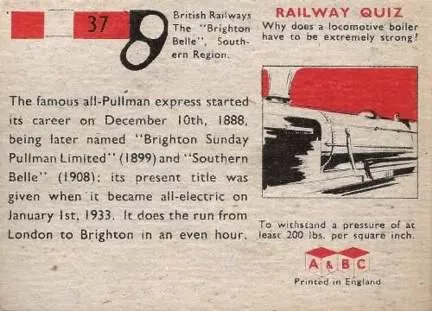 37
British Railways
The "Brighton
Belle", South-
ern Region.
The famous all-Pullman express started
its career on December 10th, 1888,
being later named "Brighton Sunday
Pullman Limited" (1899) and "Southern
Belle" (1908); its present title was
given when it became all-electric on
January 1st, 1933. It does the run from
London to Brighton in an even hour.
RAILWAY QUIZ
Why does a locomotive boiler
have to be extremely strong?
To withstand a pressure of at
least 200 lbs. per square inch.
A & BC
Printed in England